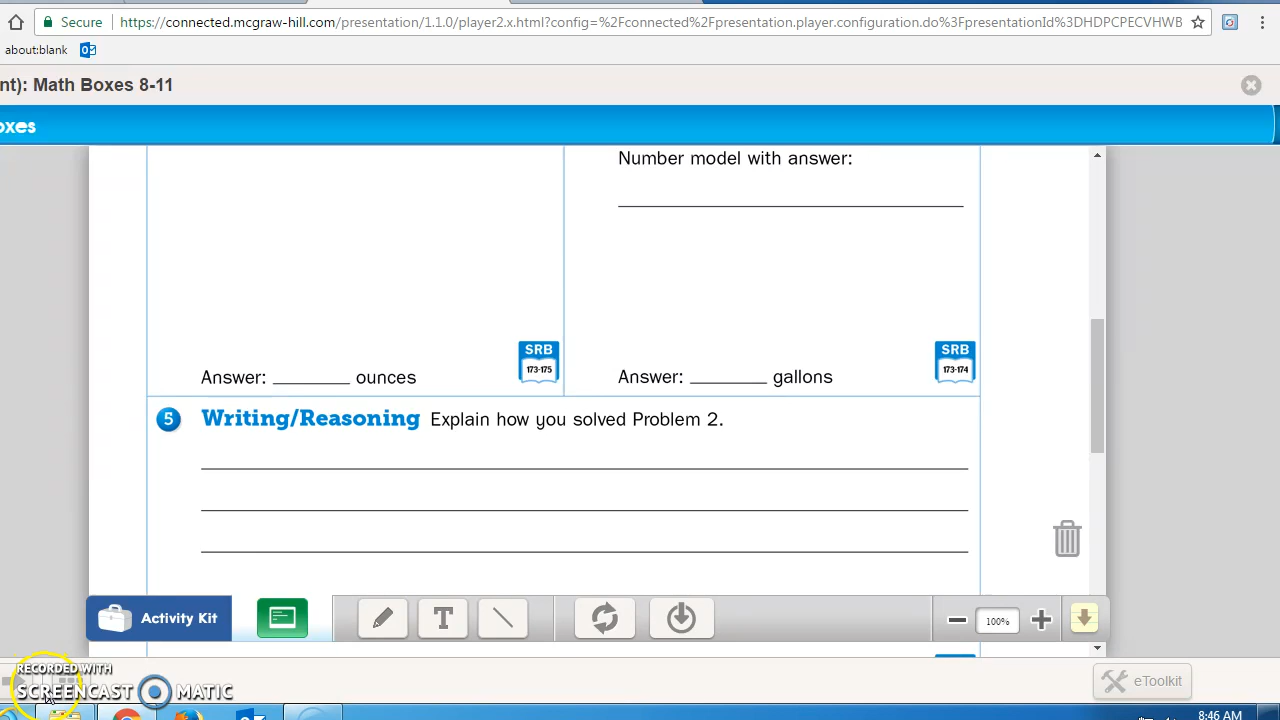 Secure
https://connected.mcgraw-hill.com/presentation/1.1.0/player2.x.html?config=%2Fconnected%2Fpresentation.player.configuration.do%3FpresentationId%3DHDPCPECVHWB
about:blank
nt): Math Boxes 8-11
oxes
Number model with answer:
SRB
173-175
SRB
173-174
Answer: ________ ounces
Answer: ________ gallons
5 Writing/Reasoning Explain how you solved Problem 2.
Activity Kit
T
100%
RECORDED WITH
SCREENCAST MATIC
eToolkit
8:46 AM